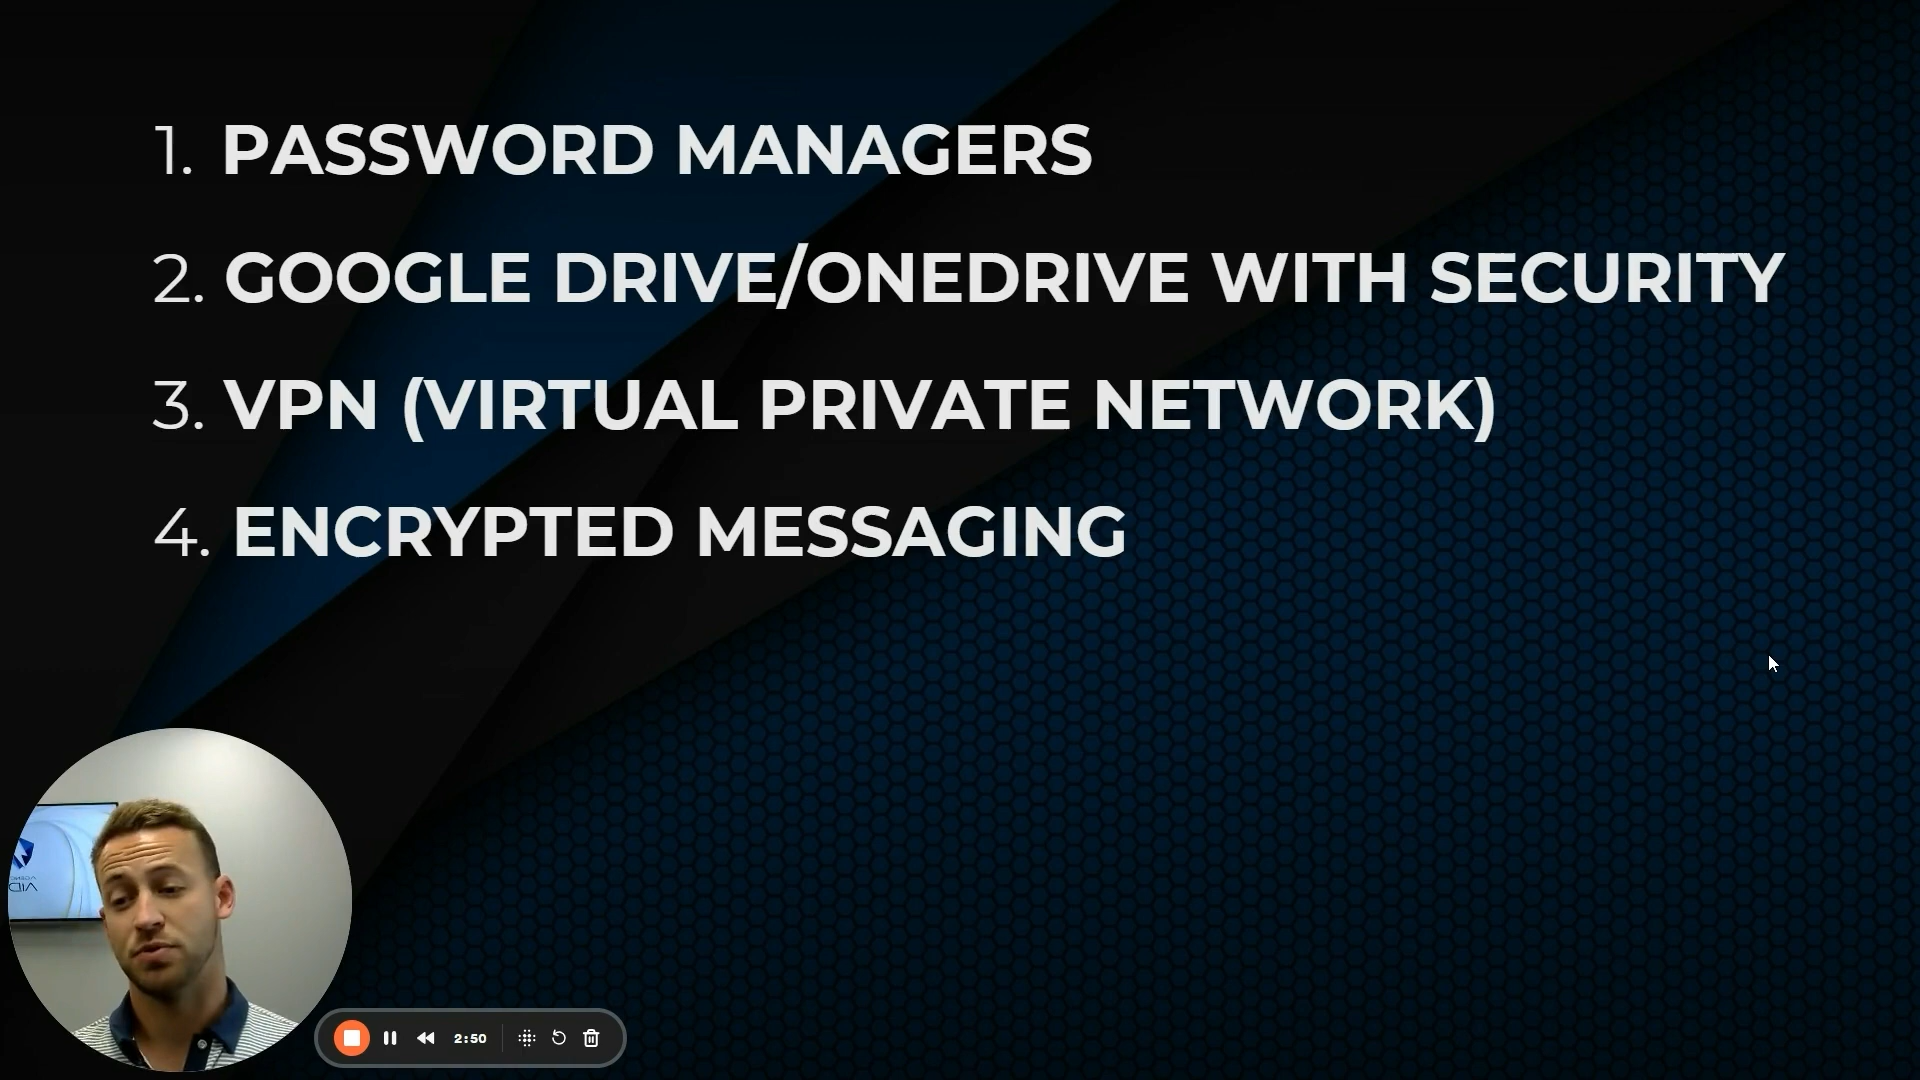 1. PASSWORD MANAGERS
2. GOOGLE DRIVE/ONEDRIVE WITH SECURITY
3. VPN (VIRTUAL PRIVATE NETWORK)
4. ENCRYPTED MESSAGING
2:50